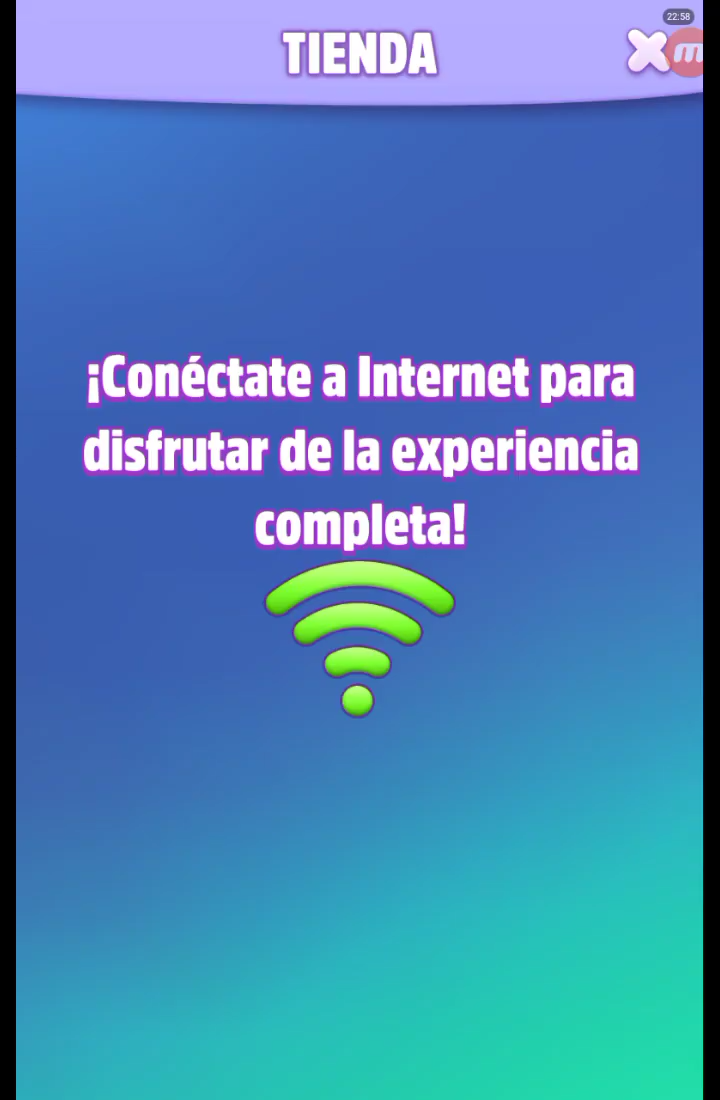 22:58
TIENDA
¡Conéctate a Internet para
disfrutar de la experiencia
completa!